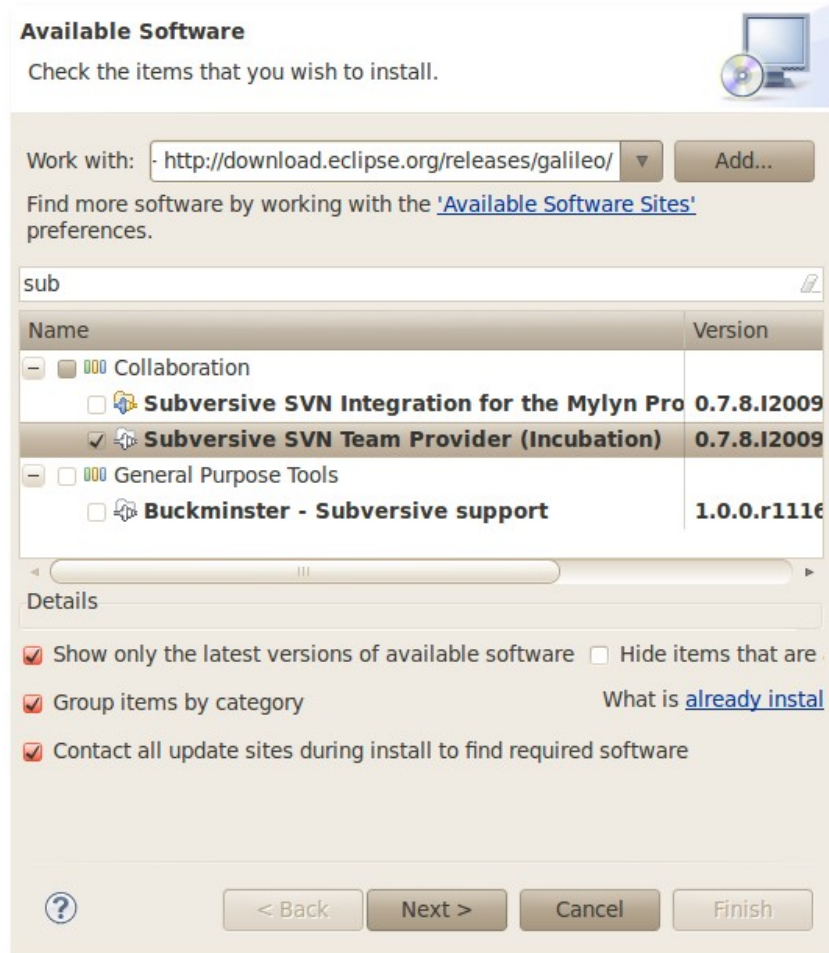 Available Software
Check the items that you wish to install.
Work with: - http://download.eclipse.org/releases/galileo/ Add...
Find more software by working with the 'Available Software Sites'
preferences.
sub
Name Version
Collaboration
Subversive SVN Integration for the Mylyn Pro 0.7.8.I2009
Subversive SVN Team Provider (Incubation) 0.7.8.I2009
General Purpose Tools
Buckminster - Subversive support 1.0.0.r1116
Details
Show only the latest versions of available software Hide items that are
Group items by category What is already instal
Contact all update sites during install to find required software
< Back Next > Cancel Finish